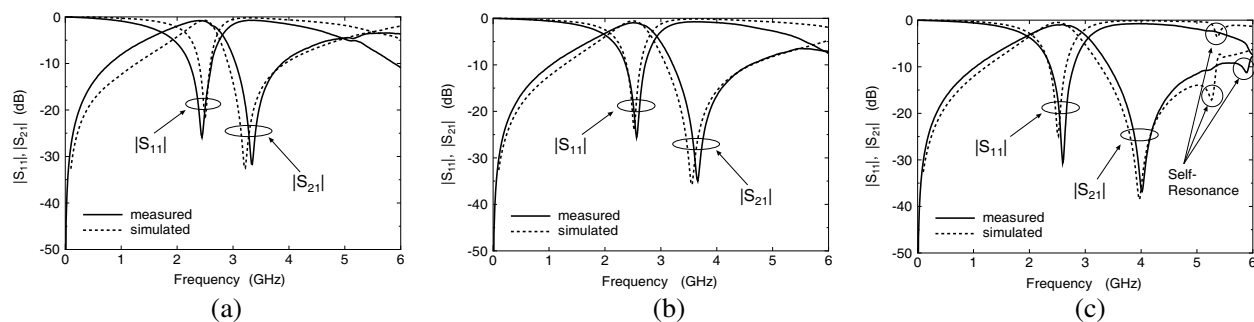 |S11|, |S21| (dB)
0
-10
-20
-30
-40
-50
|S11|
|S21|
measured
simulated
0 1 2 3 4 5 6
Frequency (GHz)
(a)
|S11|, |S21| (dB)
0
-10
-20
-30
-40
-50
|S11|
|S21|
measured
simulated
0 1 2 3 4 5 6
Frequency (GHz)
(b)
|S11|, |S21| (dB)
0
-10
-20
-30
-40
-50
|S11|
|S21|
Self-
Resonance
measured
simulated
0 1 2 3 4 5 6
Frequency (GHz)
(c)